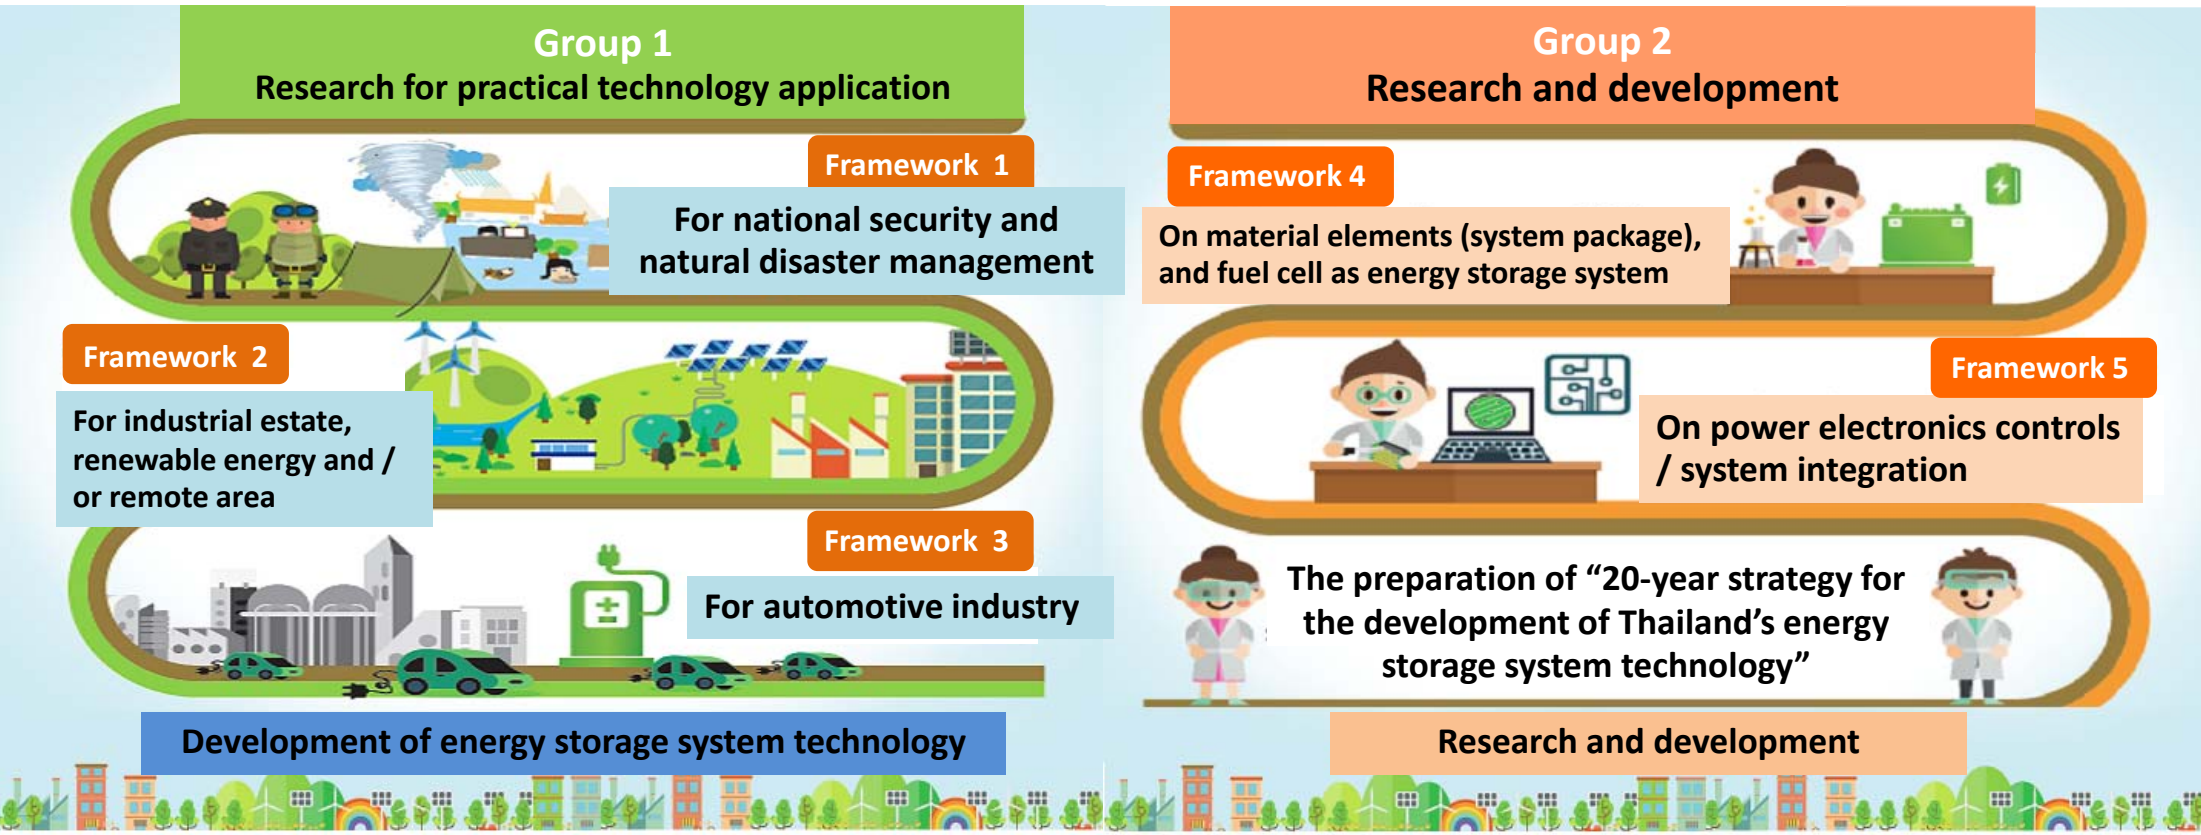 Group 1
Research for practical technology application
Framework 1
For national security and
natural disaster management
Framework 2
For industrial estate,
renewable energy and /
or remote area
Framework 3
For automotive industry
Development of energy storage system technology
Group 2
Research and development
Framework 4
On material elements (system package),
and fuel cell as energy storage system
Framework 5
On power electronics controls
/ system integration
The preparation of “20-year strategy for
the development of Thailand’s energy
storage system technology”
Research and development